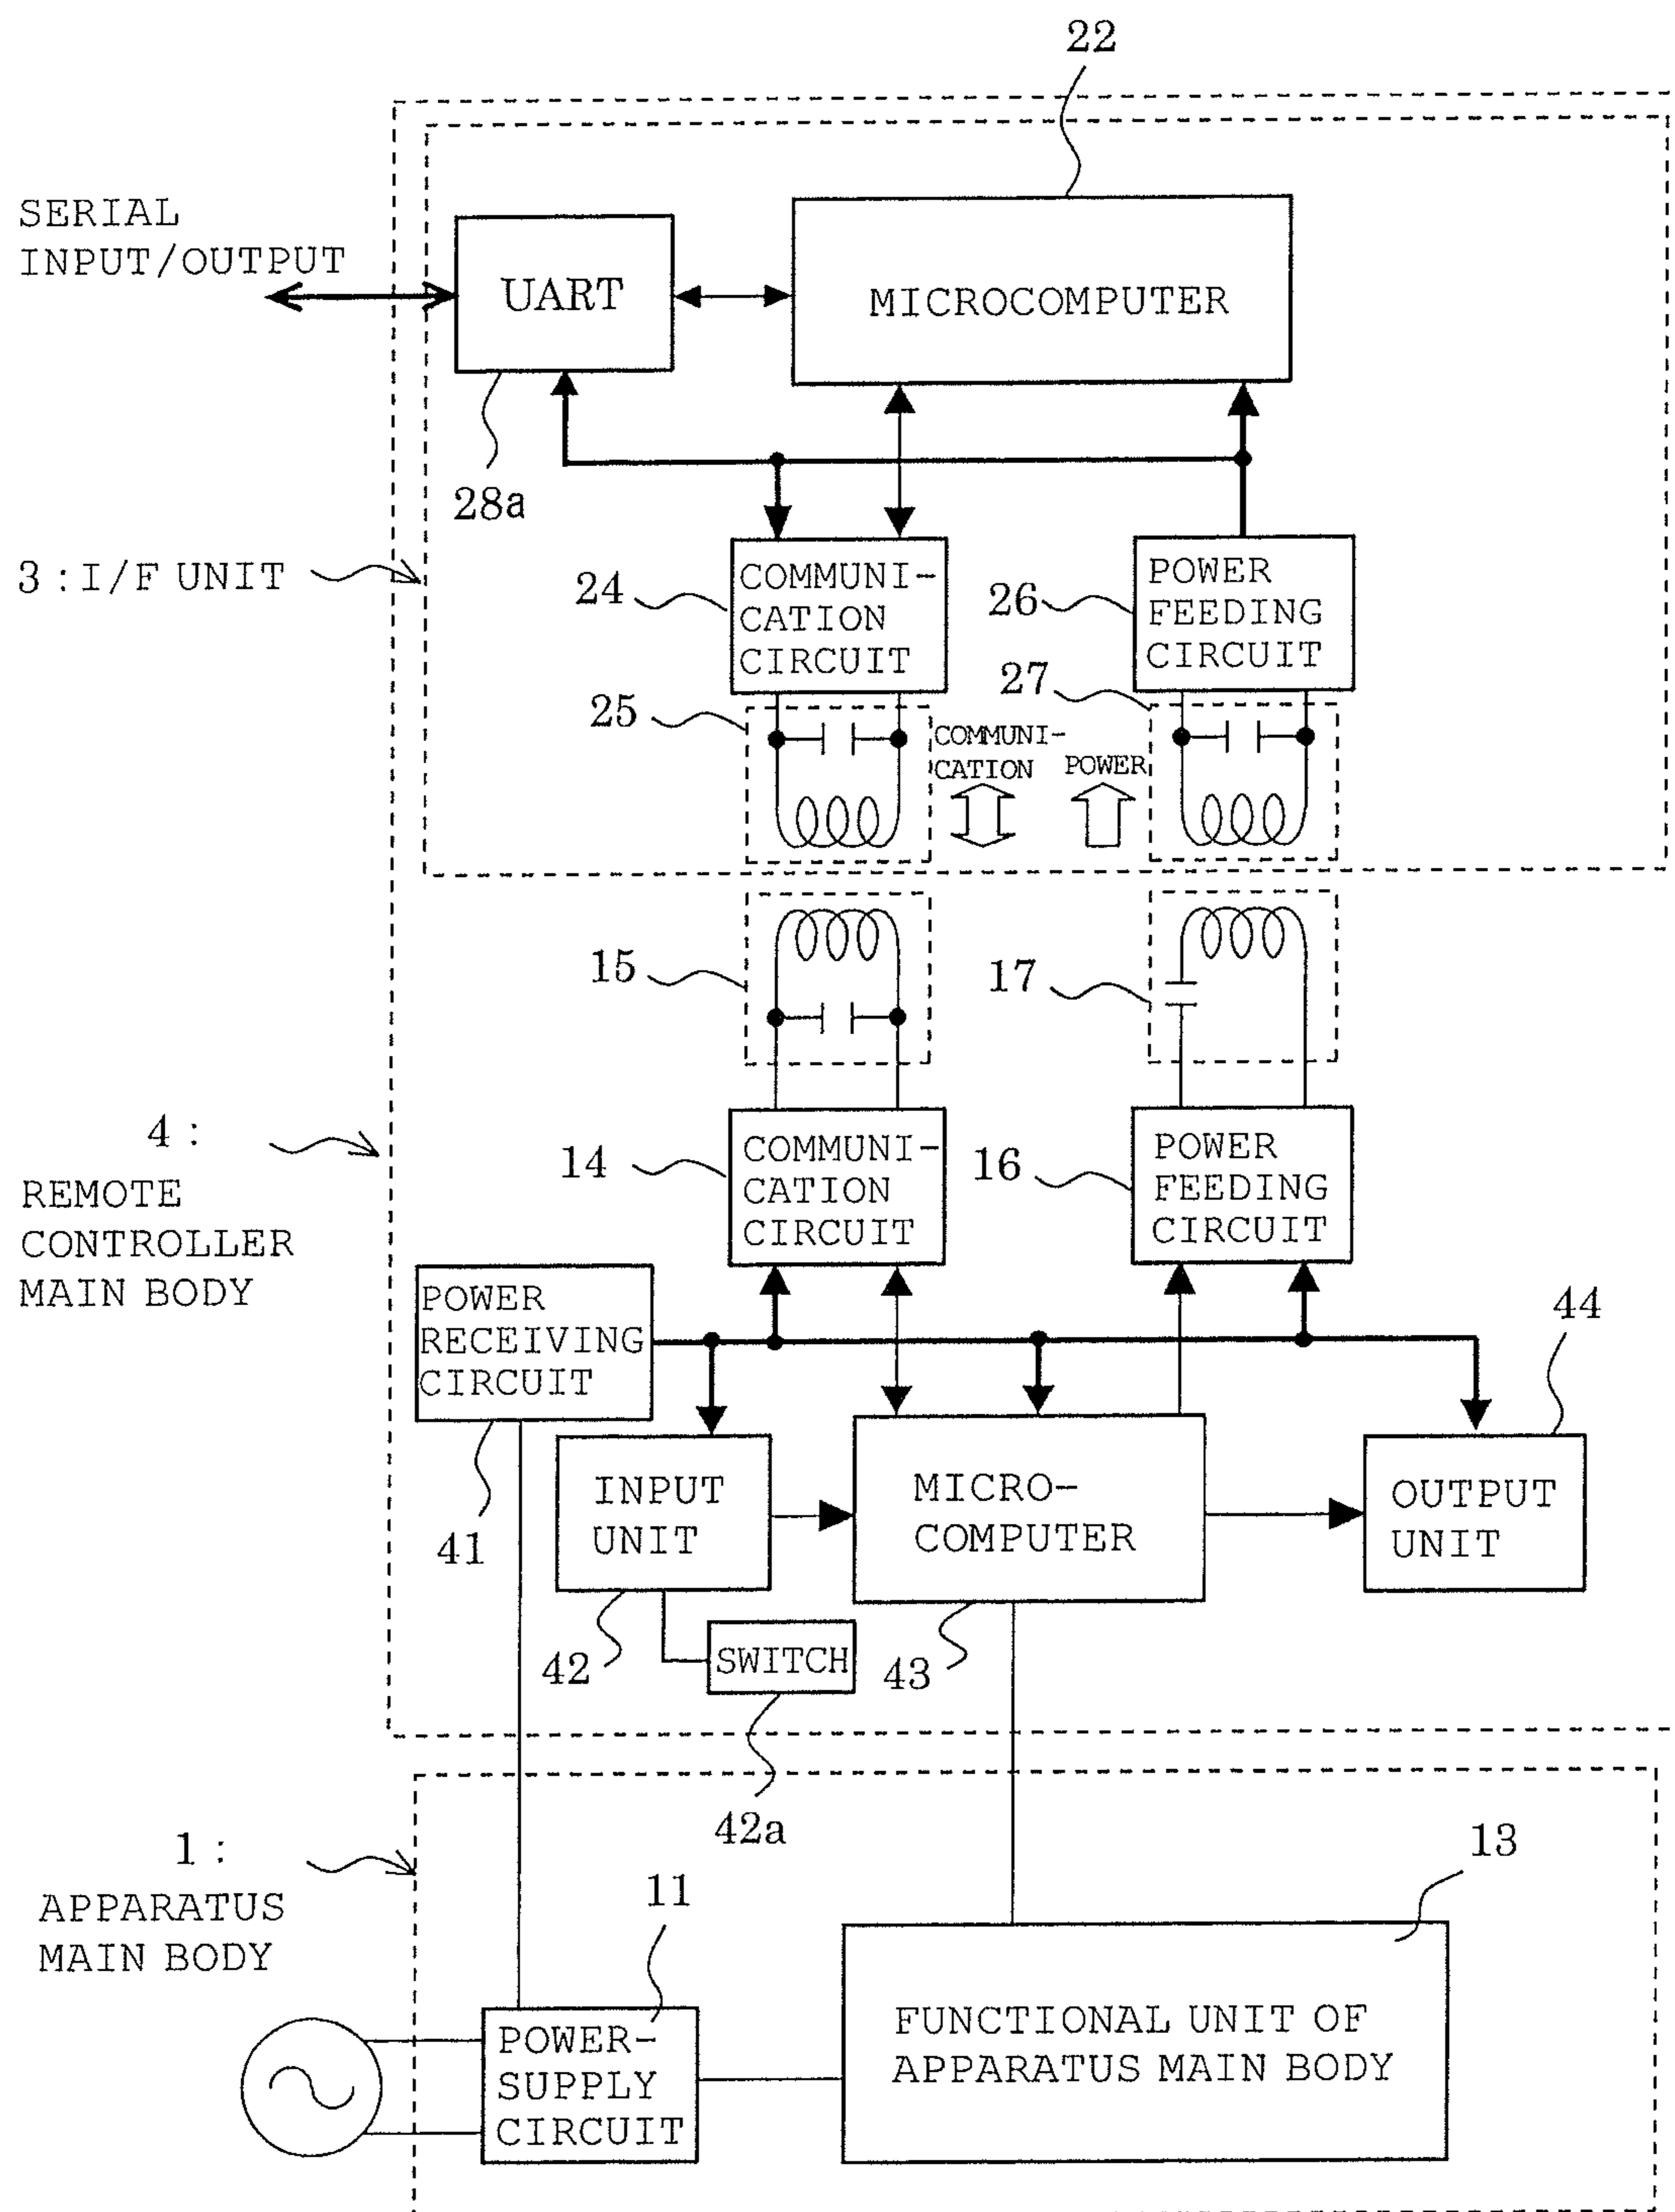 22
SERIAL
INPUT/OUTPUT
UART
MICROCOMPUTER
28a
3 : I/F UNIT
24
COMMUNI-
CATION
CIRCUIT
26
POWER
FEEDING
CIRCUIT
25
COMMUNI-
CATION
POWER
27
15
17
4 :
REMOTE
CONTROLLER
MAIN BODY
14
COMMUNI-
CATION
CIRCUIT
16
POWER
FEEDING
CIRCUIT
POWER
RECEIVING
CIRCUIT
44
41
INPUT
UNIT
MICRO-
COMPUTER
OUTPUT
UNIT
42
SWITCH
43
42a
1 :
APPARATUS
MAIN BODY
11
13
POWER-
SUPPLY
CIRCUIT
FUNCTIONAL UNIT OF
APPARATUS MAIN BODY